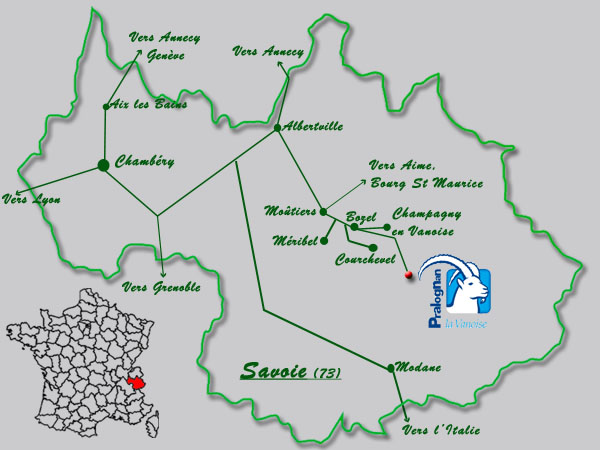 Vers Annecy
Genève
Vers Annecy
Aix les Bains
Albertville
Chambéry
Vers Aime,
Bourg St Maurice
Vers Lyon
Moûtiers
Bozel
Champagny
en Vanoise
Méribel
Courchevel
Vers Grenoble
Pralognan
la Vanoise
Savoie (73)
Modane
Vers l'Italie